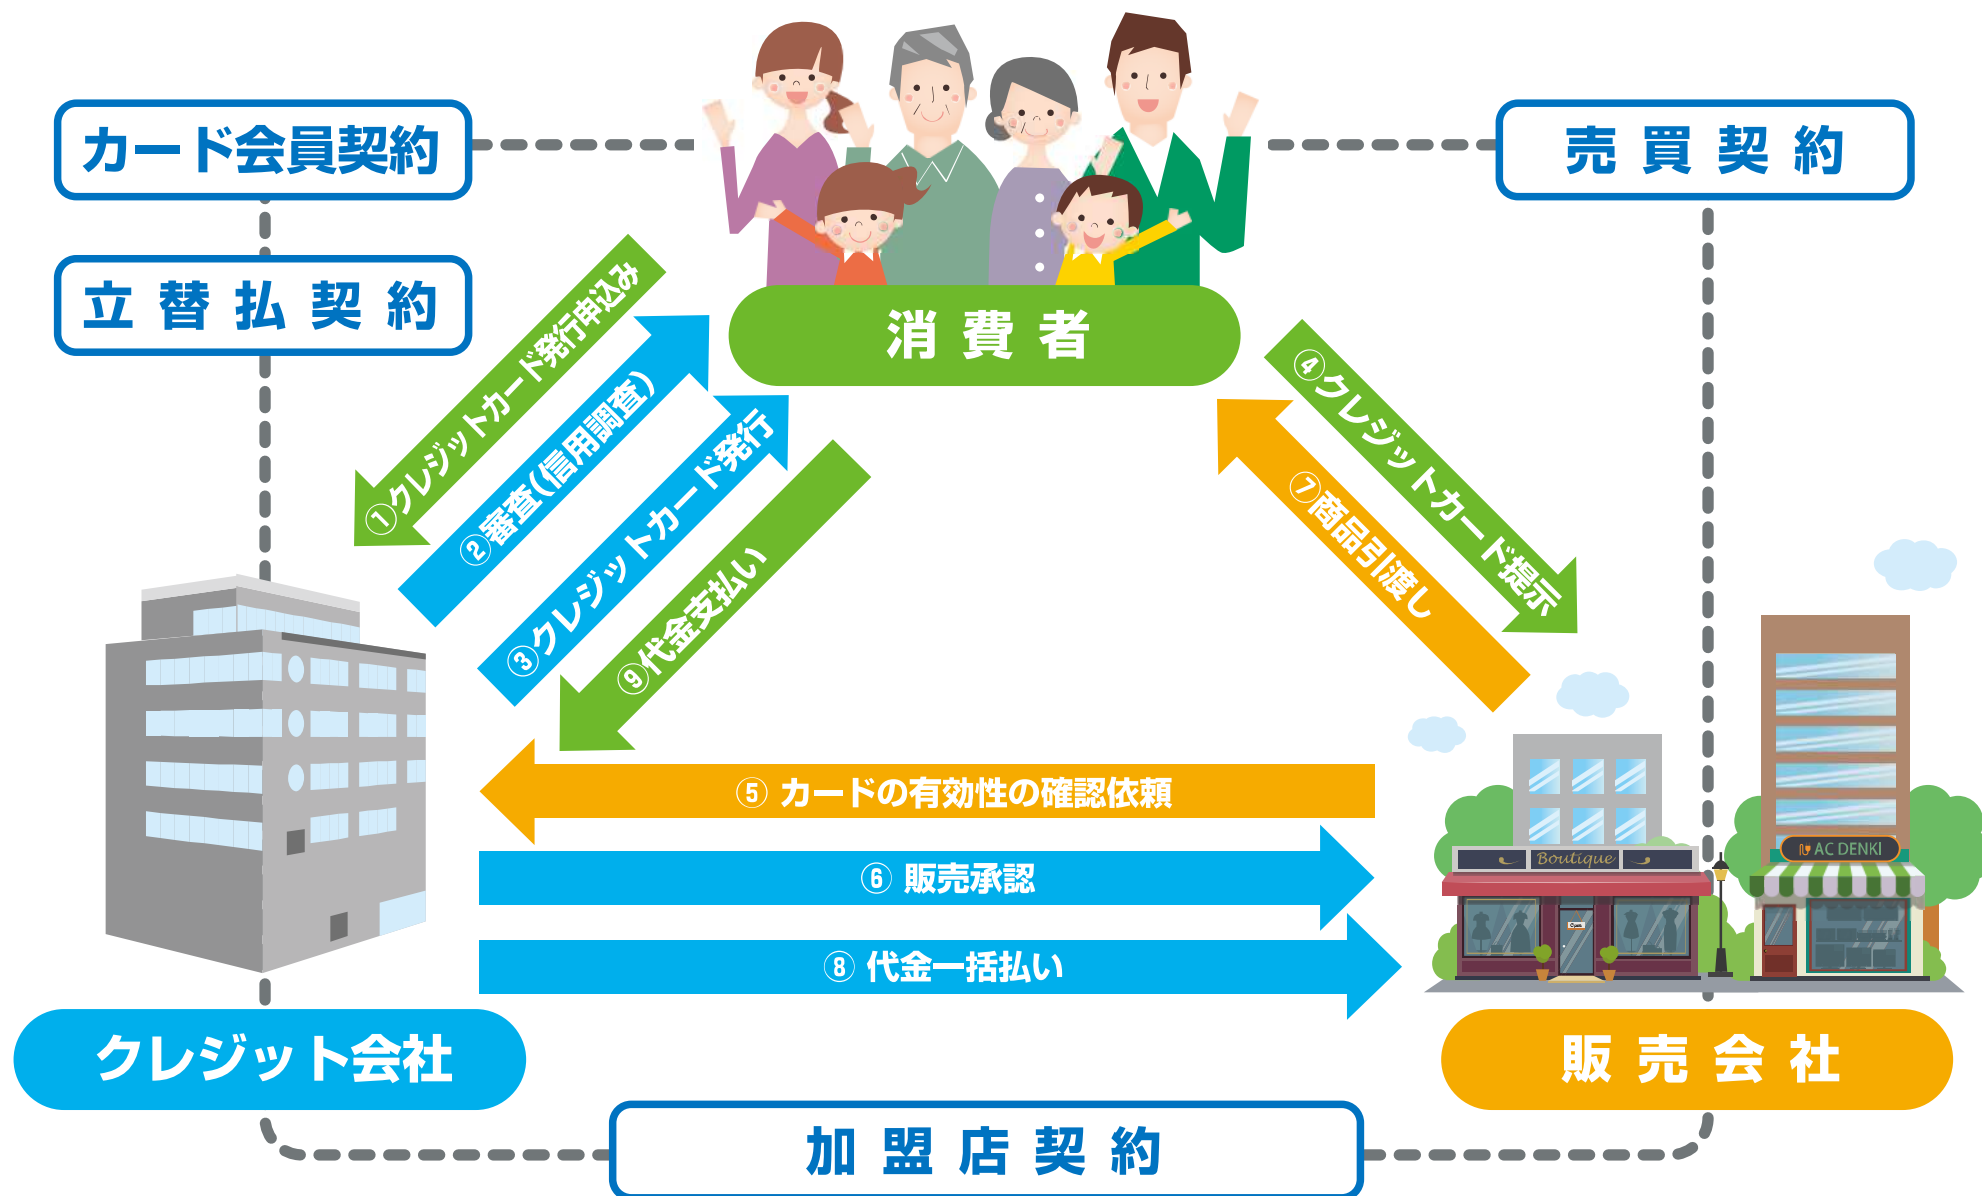 カード会員契約
売買契約
立替払契約
消費者
①クレジットカード発行申込み
②審査(信用調査)
③クレジットカード発行
⑨代金支払い
④クレジットカード提示
⑦商品引渡し
⑤ カードの有効性の確認依頼
⑥ 販売承認
⑧ 代金一括払い
Boutique
AC DENKI
Open
クレジット会社
販売会社
加盟店契約